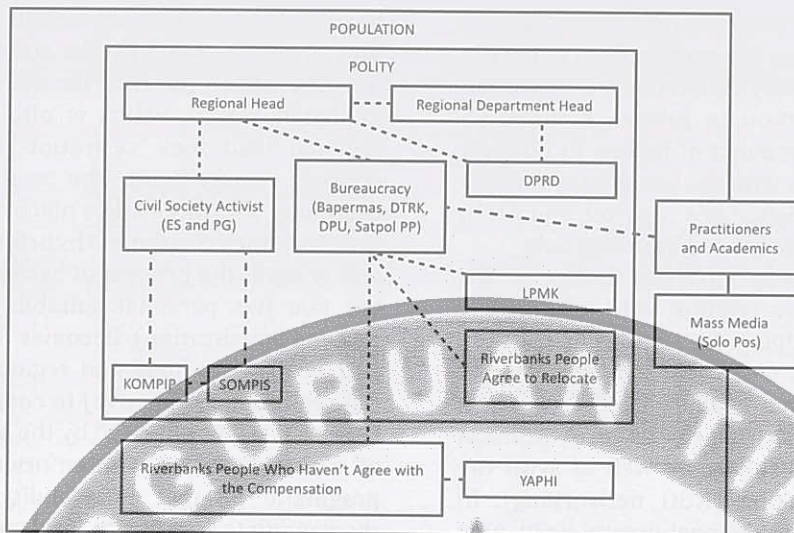 POPULATION
POLITY
Regional Head
Regional Department Head
Civil Society Activist
(ES and PG)
Bureaucracy
(Bapermas, DTRK,
DPU, Satpol PP)
DPRD
Practitioners
and Academics
LPMK
Mass Media
(Solo Pos)
KOMPIP
SOMPIS
Riverbanks People
Agree to Relocate
Riverbanks People Who Haven't Agree with
the Compensation
YAPHI
GURUAN TI